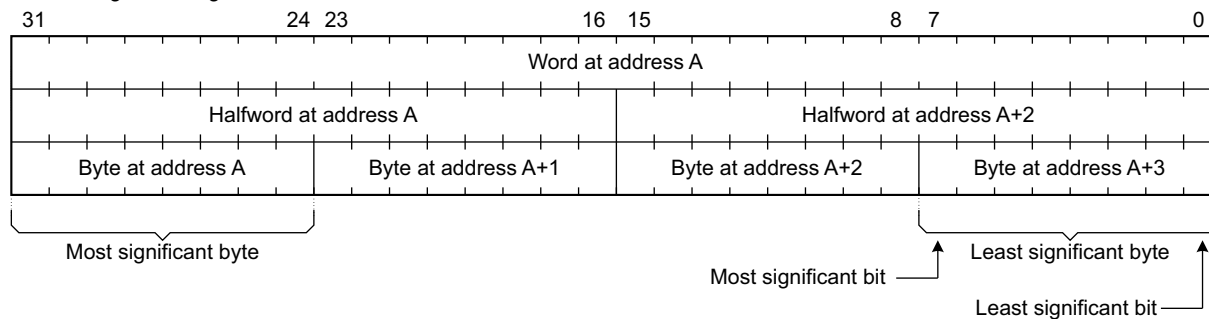 31 24 23 16 15 8 7 0
Word at address A
Halfword at address A Halfword at address A+2
Byte at address A Byte at address A+1 Byte at address A+2 Byte at address A+3
Most significant byte Least significant byte
Most significant bit
Least significant bit